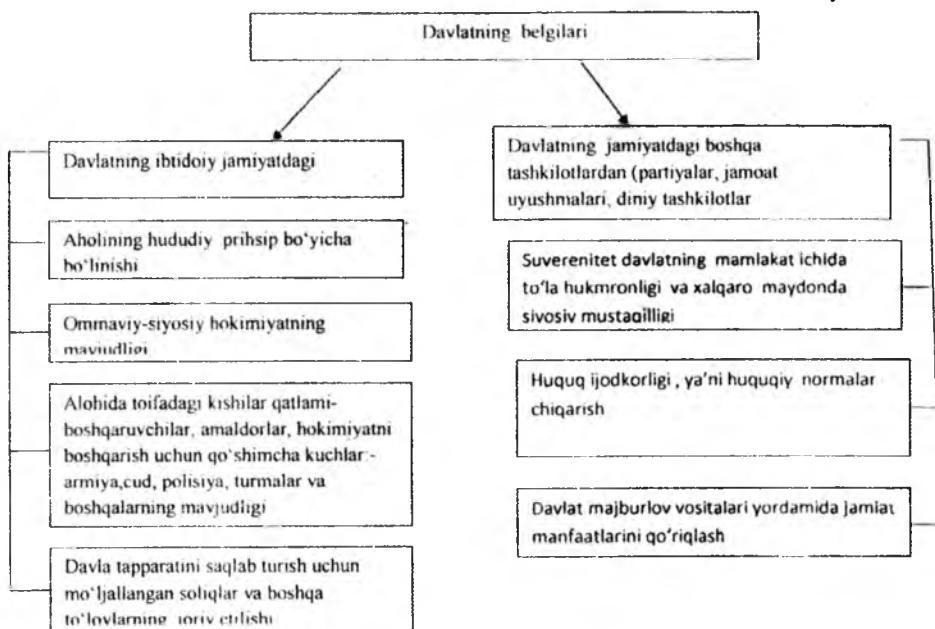 Davlatning belgilari
Davlatning ibtidoiy jamiyatdagi
Aholining hududiy prihsip bo‘yicha
bo‘linishi
Ommaviy-siyosiy hokimiyatning
mavjudligi
Alohida toifadagi kishilar qatlami-
boshqaruvchilar, amaldorlar, hokimiyatni
boshqarish uchun qo‘shimcha kuchlar:-
armiya,cud, polisiya, turmalar va
boshqalarning mavjudligi
Davla tapparatini saqlab turish uchun
mo‘ljallangan soliqlar va boshqa
to‘lovlarning joriy etilishi
Davlatning jamiyatdagi boshqa
tashkilotlardan (partiyalar, jamoat
uyushmalari, diniy tashkilotlar
Suverenitet davlatning mamlakat ichida
to‘la hukmronligi va xalqaro maydonda
siyosiy mustaqilligi
Huquq ijodkorligi , ya’ni huquqiy normalar
chiqarish
Davlat majburlov vositalari yordamida jamiat
manfaatlarini qo‘riqlash